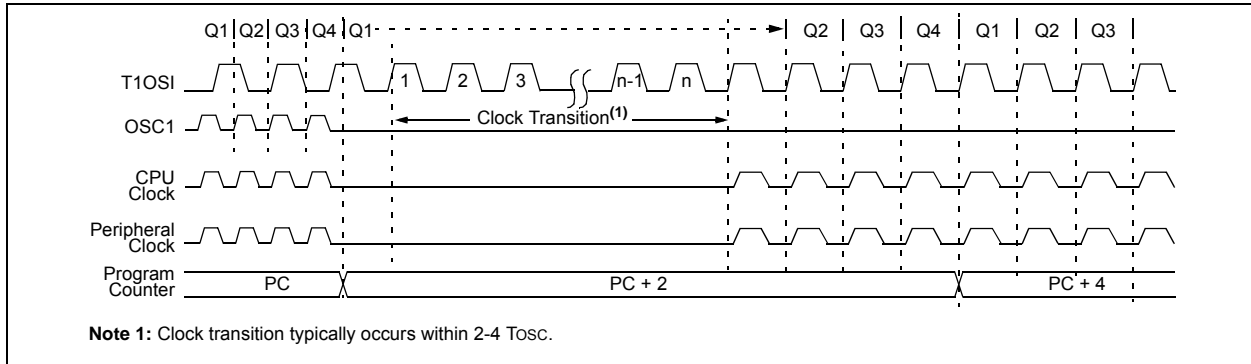 Q1 Q2 Q3 Q4 Q1 Q2 Q3 Q4 Q1 Q2 Q3
T1OSI 1 2 3 n-1 n
Clock Transition(1)
OSC1
CPU
Clock
Peripheral
Clock
Program
Counter
PC PC + 2 PC + 4
Note 1: Clock transition typically occurs within 2-4 TOSC.